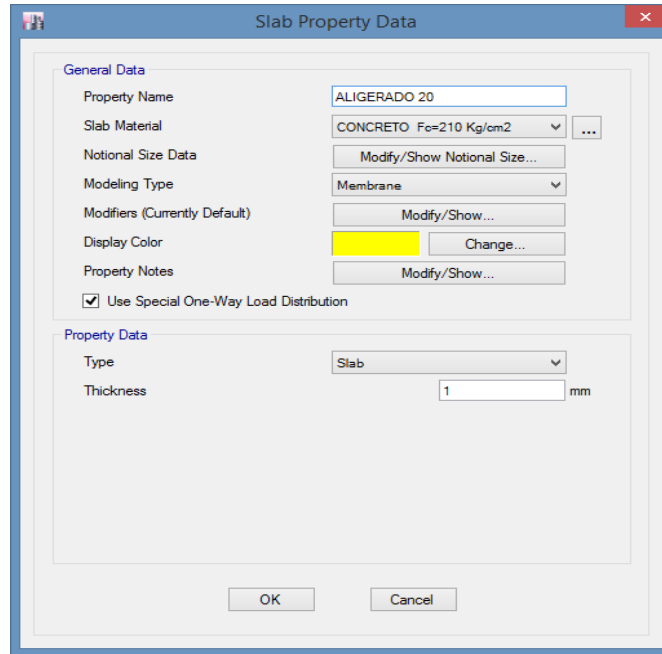 Slab Property Data
General Data
Property Name ALIGERADO 20
Slab Material CONCRETO Fc=210 Kg/cm2 ...
Notional Size Data Modify/Show Notional Size...
Modeling Type Membrane
Modifiers (Currently Default) Modify/Show...
Display Color Change...
Property Notes Modify/Show...
Use Special One-Way Load Distribution
Property Data
Type Slab
Thickness 1 mm
OK Cancel